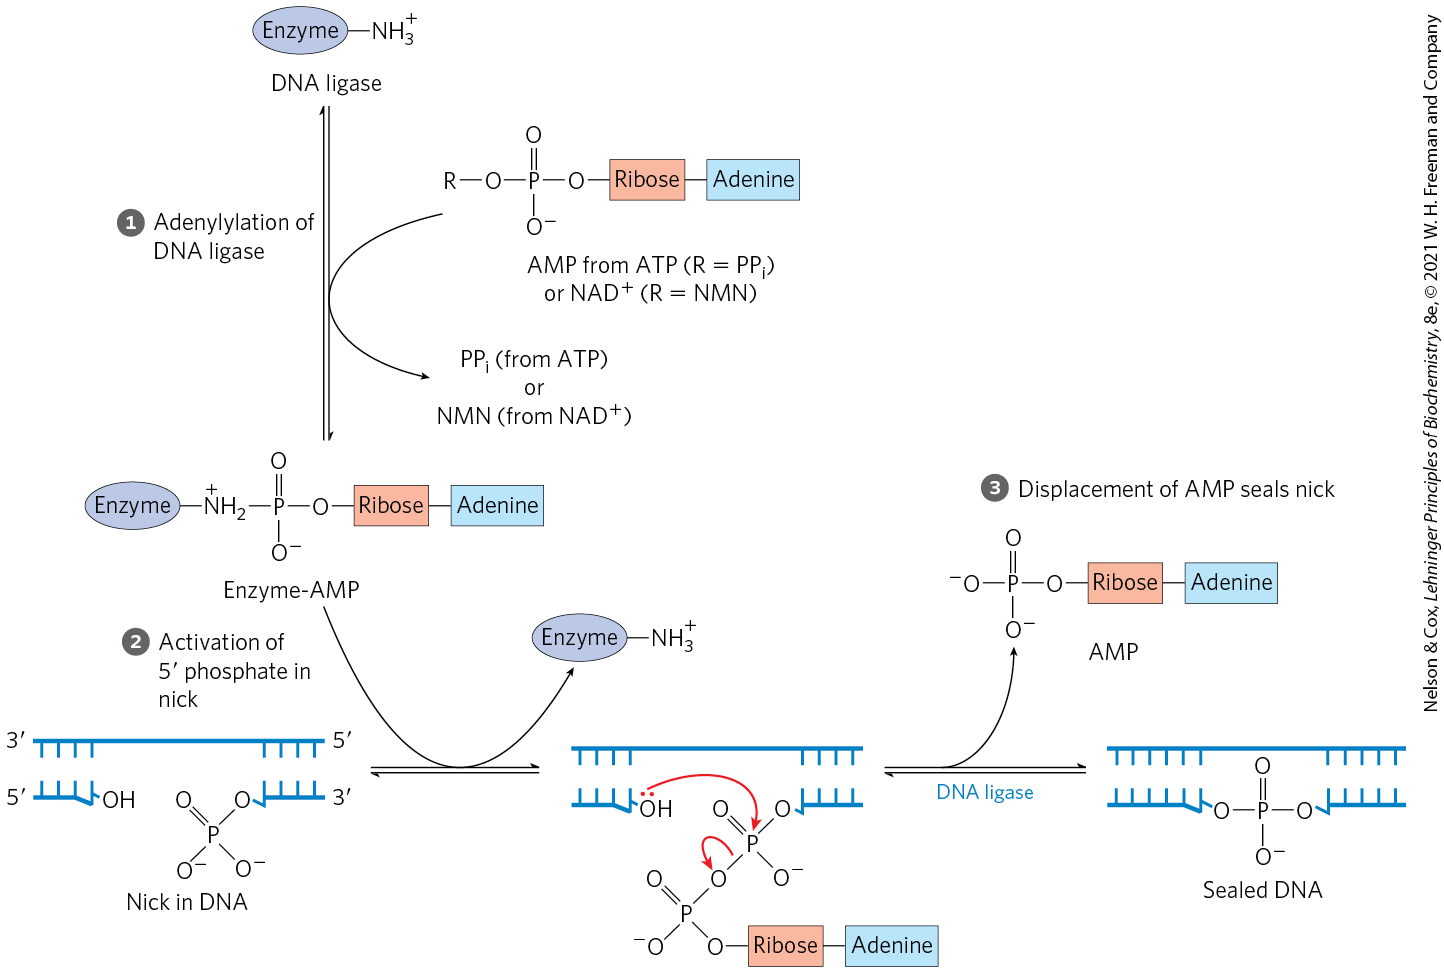 Enzyme—NH₃⁺
DNA ligase
O
R—O—P—O—Ribose—Adenine
O⁻
1 Adenylylation of
DNA ligase
AMP from ATP (R = PPᵢ)
or NAD⁺ (R = NMN)
PPᵢ (from ATP)
or
NMN (from NAD⁺)
O
Enzyme—N⁺H₂—P—O—Ribose—Adenine
O⁻
Enzyme-AMP
2 Activation of
5′ phosphate in
nick
Enzyme—NH₃⁺
3 Displacement of AMP seals nick
O
⁻O—P—O—Ribose—Adenine
O⁻
AMP
3′ 5′
5′ OH O O 3′
P
O⁻ O⁻
Nick in DNA
OH O O
P
O O⁻
O
P
⁻O O—Ribose—Adenine
DNA ligase
O
O—P—O
O⁻
Sealed DNA
Nelson & Cox, Lehninger Principles of Biochemistry, 8e, © 2021 W. H. Freeman and Company